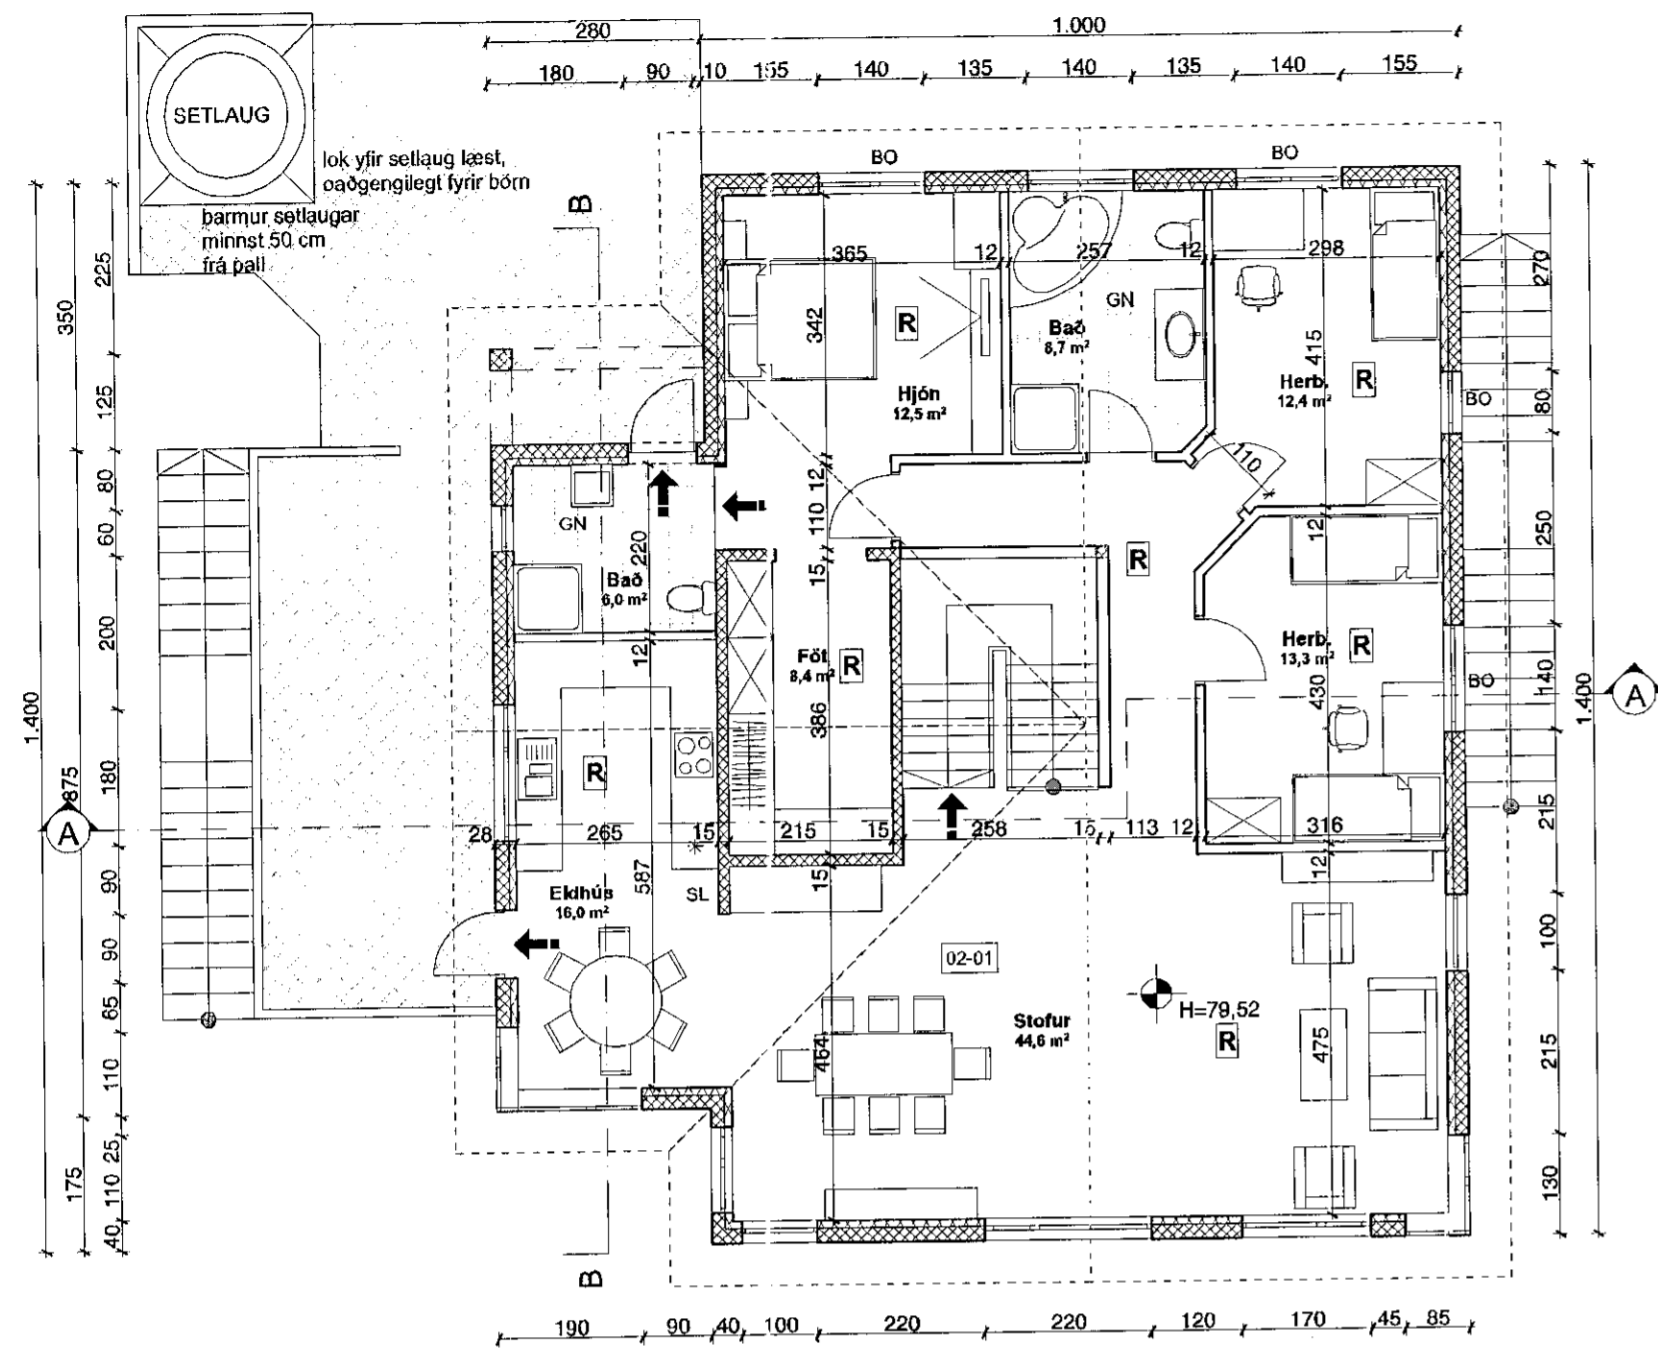 280
1.000
180
90
10
155
140
135
140
135
140
155
SETLAUG
lok yfir setlaug læst,
oaðgengilegt fyrir börn
barmur setlaugar
minnst 50 cm
frá pall
B
BO
BO
365
12
257
12
298
GN
R
342
Bað
8,7 m²
415
Hjón
12,5 m²
Herb.
12,4 m²
R
BO
110
12
110
15
GN
220
Bað
6,0 m²
12
R
12
Föt
8,4 m²
R
386
Herb.
13,3 m²
R
430
BO
R
A
A
28
265
15
215
15
258
15
113
12
316
12
15
587
SL
Eldhús
16,0 m²
02-01
Stofur
44,6 m²
H=79,52
R
464
475
B
1.400
350
875
175
225
125
80
60
200
180
90
90
65
110
25
110
40
270
80
250
140
215
100
215
130
1.400
190
90
40
100
220
220
120
170
45
85